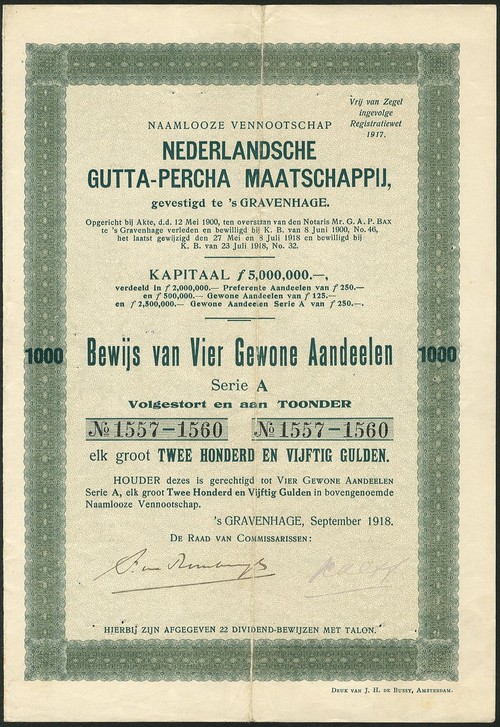 Vrij van Zegel
ingevolge
Registratiewet
1917.
NAAMLOOZE VENNOOTSCHAP
NEDERLANDSCHE
GUTTA-PERCHA MAATSCHAPPIJ,
gevestigd te 's GRAVENHAGE.
Opgericht bij Akte, d.d. 12 Mei 1900, ten overstaan van den Notaris Mr. G. A. P. BAX
te 's Gravenhage verleden en bewilligd bij K. B. van 8 Juni 1900, No. 46,
het laatst gewijzigd den 27 Mei en 8 Juli 1918 en bewilligd bij
K. B. van 23 Juli 1918, No. 32.
KAPITAAL ƒ 5,000,000.—,
verdeeld in ƒ 2,000,000.— Preferente Aandeelen van ƒ 250.—
en ƒ 500,000.— Gewone Aandeelen van ƒ 125.—
en ƒ 2,500,000.— Gewone Aandeelen Serie A van ƒ 250.—.
1000 Bewijs van Vier Gewone Aandeelen 1000
Serie A
Volgestort en aan TOONDER
№ 1557-1560 № 1557-1560
elk groot TWEE HONDERD EN VIJFTIG GULDEN.
HOUDER dezes is gerechtigd tot VIER GEWONE AANDEELEN
Serie A, elk groot Twee Honderd en Vijftig Gulden in bovengenoemde
Naamlooze Vennootschap.
's GRAVENHAGE, September 1918.
DE RAAD VAN COMMISSARISSEN:
HIERBIJ ZIJN AFGEGEVEN 22 DIVIDEND-BEWIJZEN MET TALON.
DRUK VAN J. H. DE BUSSY, AMSTERDAM.